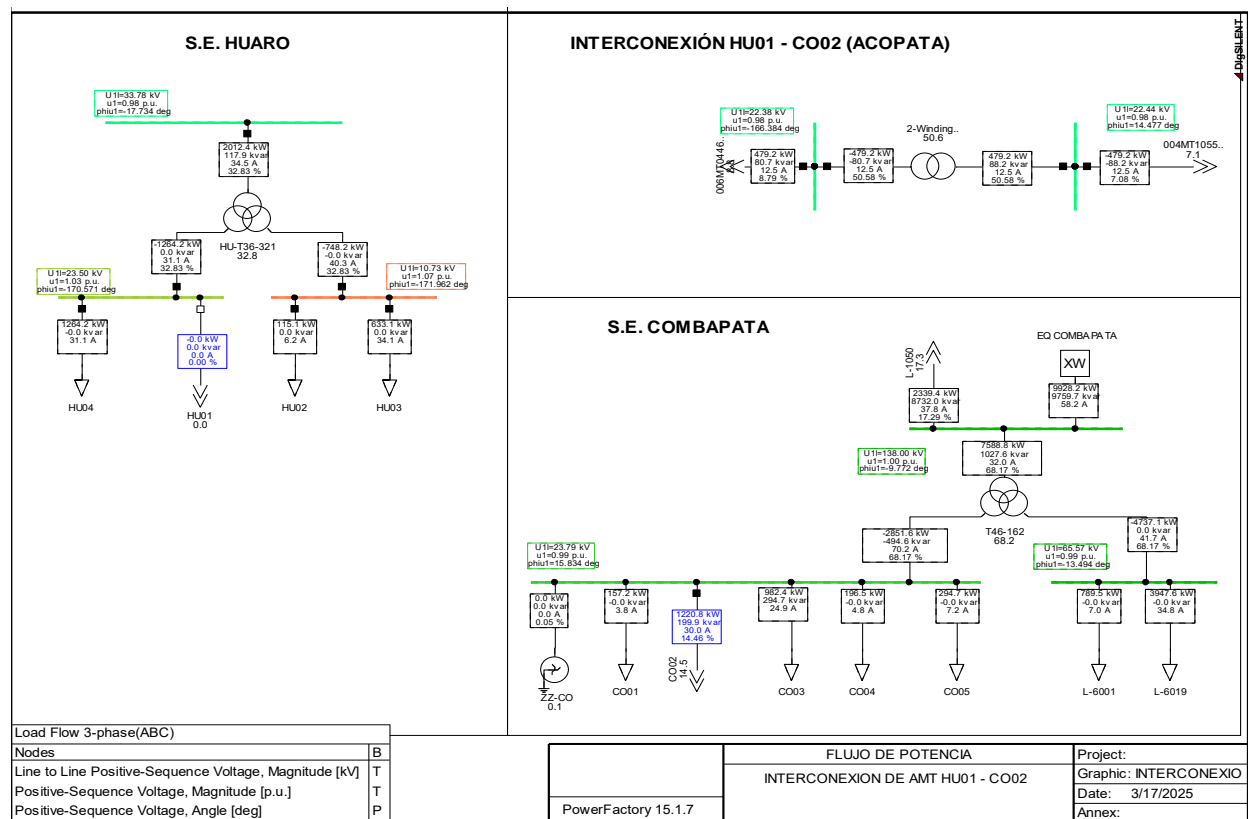 S.E. HUARO
U1l=33.78 kV
u1=0.98 p.u.
phiu1=-17.734 deg
2012.4 kW
117.9 kvar
34.5 A
32.83 %
HU-T36-321
32.8
-1264.2 kW
0.0 kvar
31.1 A
32.83 %
-748.2 kW
-0.0 kvar
40.3 A
32.83 %
U1l=23.50 kV
u1=1.03 p.u.
phiu1=-170.571 deg
U1l=10.73 kV
u1=1.07 p.u.
phiu1=-171.962 deg
1264.2 kW
-0.0 kvar
31.1 A
-0.0 kW
0.0 kvar
0.0 A
0.00 %
115.1 kW
0.0 kvar
6.2 A
633.1 kW
0.0 kvar
34.1 A
HU04
HU01
0.0
HU02
HU03
INTERCONEXIÓN HU01 - CO02 (ACOPATA)
DIgSILENT
U1l=22.38 kV
u1=0.98 p.u.
phiu1=-166.384 deg
006MT0446..
479.2 kW
80.7 kvar
12.5 A
8.79 %
-479.2 kW
-80.7 kvar
12.5 A
50.58 %
2-Winding..
50.6
479.2 kW
88.2 kvar
12.5 A
50.58 %
U1l=22.44 kV
u1=0.98 p.u.
phiu1=14.477 deg
-479.2 kW
-88.2 kvar
12.5 A
7.08 %
004MT1055..
7.1
S.E. COMBAPATA
L-1050
17.3
EQ COMBAPATA
XW
2339.4 kW
8732.0 kvar
37.8 A
17.29 %
9928.2 kW
9759.7 kvar
58.2 A
U1l=138.00 kV
u1=1.00 p.u.
phiu1=-9.772 deg
7588.8 kW
1027.6 kvar
32.0 A
68.17 %
T46-162
68.2
-2851.6 kW
-494.6 kvar
70.2 A
68.17 %
-4737.1 kW
0.0 kvar
41.7 A
68.17 %
U1l=23.79 kV
u1=0.99 p.u.
phiu1=15.834 deg
U1l=65.57 kV
u1=0.99 p.u.
phiu1=-13.494 deg
0.0 kW
0.0 kvar
0.0 A
0.05 %
157.2 kW
-0.0 kvar
3.8 A
1220.8 kW
199.9 kvar
30.0 A
14.46 %
982.4 kW
294.7 kvar
24.9 A
196.5 kW
-0.0 kvar
4.8 A
294.7 kW
-0.0 kvar
7.2 A
789.5 kW
-0.0 kvar
7.0 A
3947.6 kW
-0.0 kvar
34.8 A
ZZ-CO
0.1
CO01
CO02
14.5
CO03
CO04
CO05
L-6001
L-6019
Load Flow 3-phase(ABC)
Nodes B
Line to Line Positive-Sequence Voltage, Magnitude [kV] T
Positive-Sequence Voltage, Magnitude [p.u.] T
Positive-Sequence Voltage, Angle [deg] P
PowerFactory 15.1.7
FLUJO DE POTENCIA
INTERCONEXION DE AMT HU01 - CO02
Project:
Graphic: INTERCONEXIO
Date: 3/17/2025
Annex: